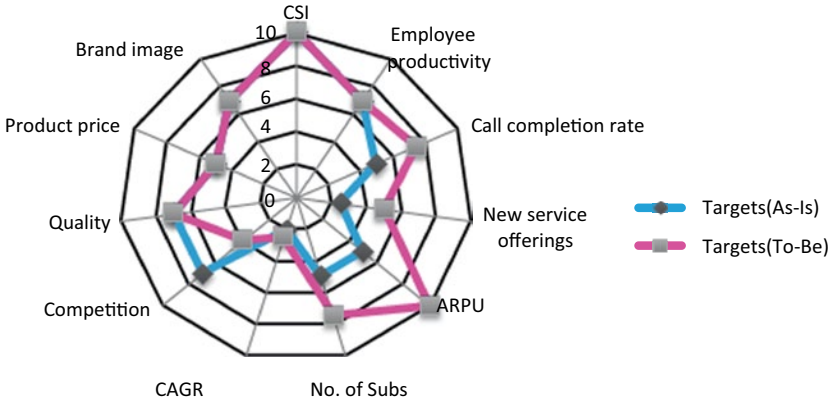 CSI
10
8
6
4
2
0
Employee
productivity
Call completion rate
New service
offerings
ARPU
No. of Subs
CAGR
Competition
Quality
Product price
Brand image
Targets(As-Is)
Targets(To-Be)